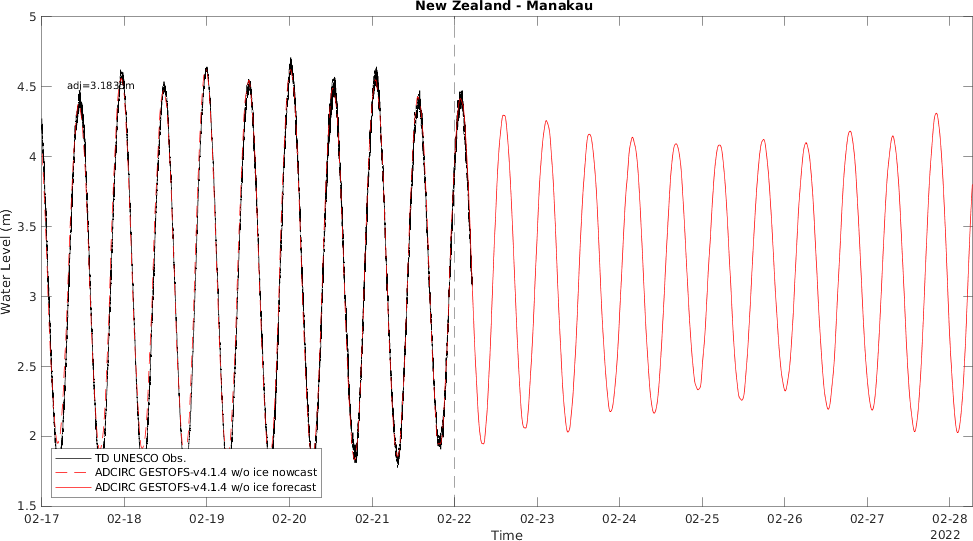 New Zealand - Manakau
5
4.5
4
3.5
3
2.5
2
1.5
Water Level (m)
adj=3.1833m
TD UNESCO Obs.
ADCIRC GESTOFS-v4.1.4 w/o ice nowcast
ADCIRC GESTOFS-v4.1.4 w/o ice forecast
02-17 02-18 02-19 02-20 02-21 02-22 02-23 02-24 02-25 02-26 02-27 02-28
2022
Time